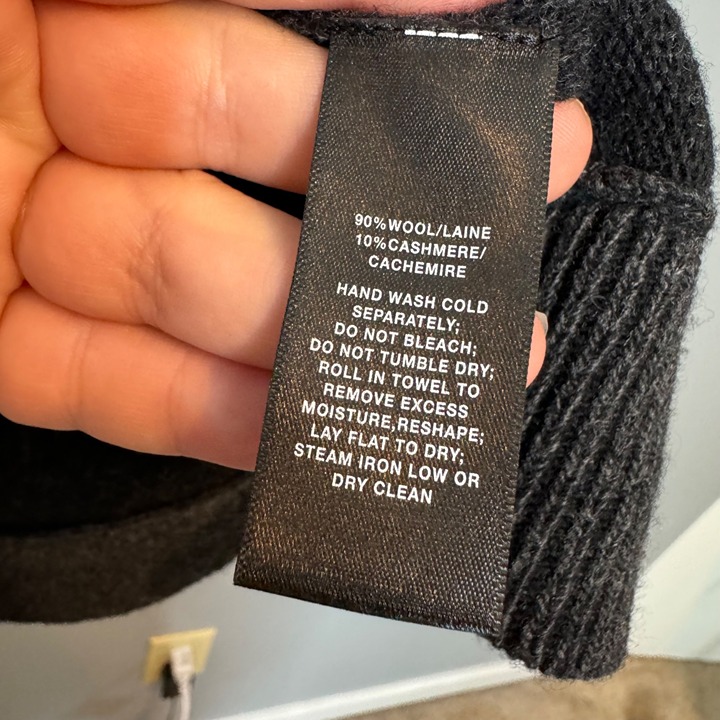 90%WOOL/LAINE
10%CASHMERE/
CACHEMIRE
HAND WASH COLD
SEPARATELY;
DO NOT BLEACH;
DO NOT TUMBLE DRY;
ROLL IN TOWEL TO
REMOVE EXCESS
MOISTURE,RESHAPE;
LAY FLAT TO DRY;
STEAM IRON LOW OR
DRY CLEAN